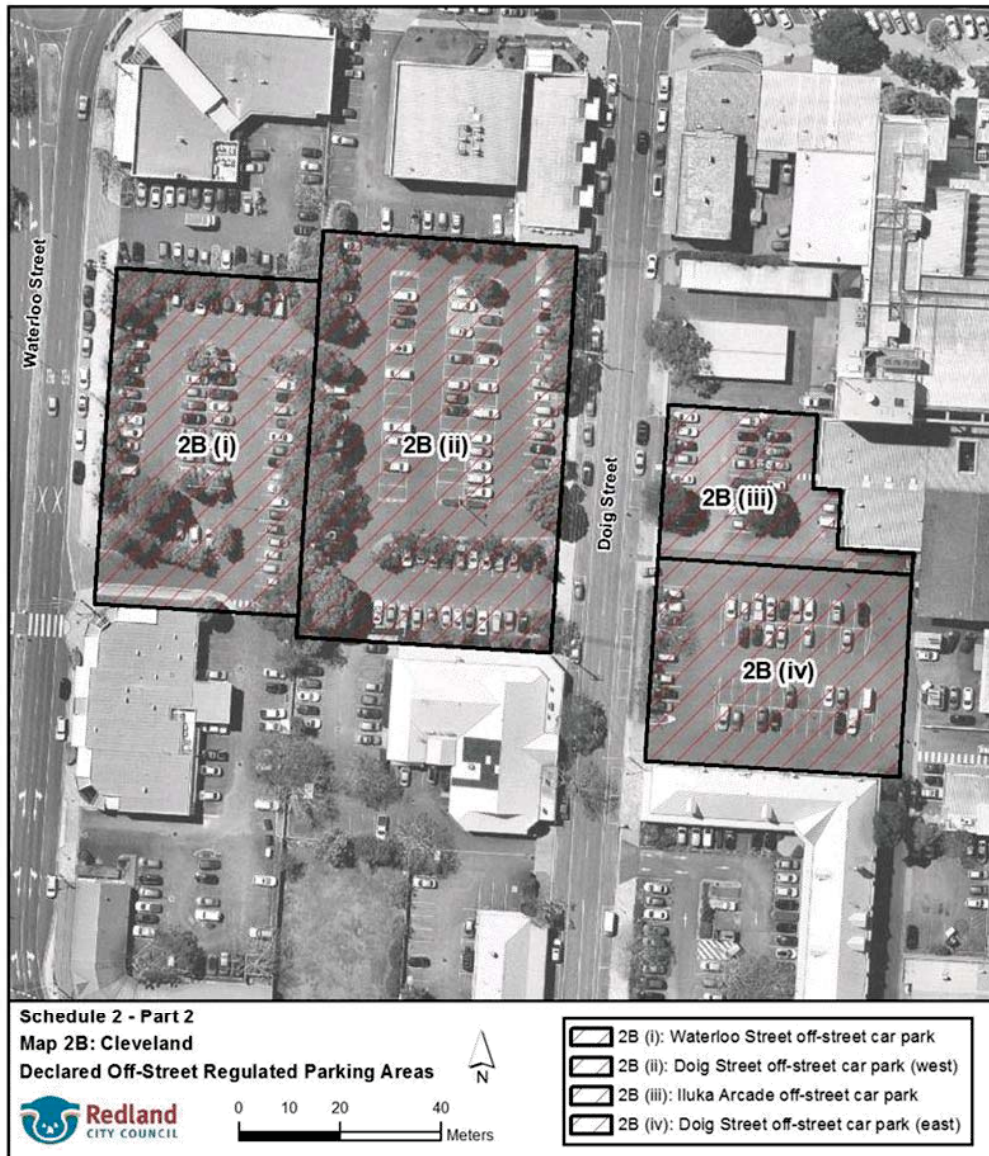 Waterloo Street
2B (i)
2B (ii)
Doig Street
2B (iii)
2B (iv)
Schedule 2 - Part 2
Map 2B: Cleveland
Declared Off-Street Regulated Parking Areas
N
Redland
CITY COUNCIL
0 10 20 40
Meters
2B (i): Waterloo Street off-street car park
2B (ii): Doig Street off-street car park (west)
2B (iii): Iluka Arcade off-street car park
2B (iv): Doig Street off-street car park (east)